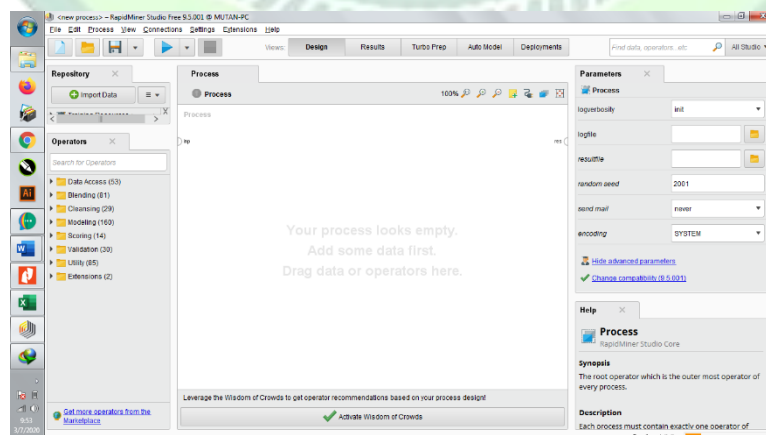 <new process> – RapidMiner Studio Free 9.5.001 @ MUTAN-PC
File Edit Process View Connections Settings Extensions Help
Views: Design Results Turbo Prep Auto Model Deployments
Find data, operators...etc
All Studio
Repository
Import Data
Training Resources
Operators
Search for Operators
Data Access (53)
Blending (81)
Cleansing (29)
Modeling (160)
Scoring (14)
Validation (30)
Utility (85)
Extensions (2)
Get more operators from the
Marketplace
Process
Process
100%
Process
inp
res
Your process looks empty.
Add some data first.
Drag data or operators here.
Leverage the Wisdom of Crowds to get operator recommendations based on your process design!
Activate Wisdom of Crowds
Parameters
Process
logverbosity init
logfile
resultfile
random seed 2001
send mail never
encoding SYSTEM
Hide advanced parameters
Change compatibility (9.5.001)
Help
Process
RapidMiner Studio Core
Synopsis
The root operator which is the outer most operator of
every process.
Description
Each process must contain exactly one operator of
Ai
9:53
3/7/2020